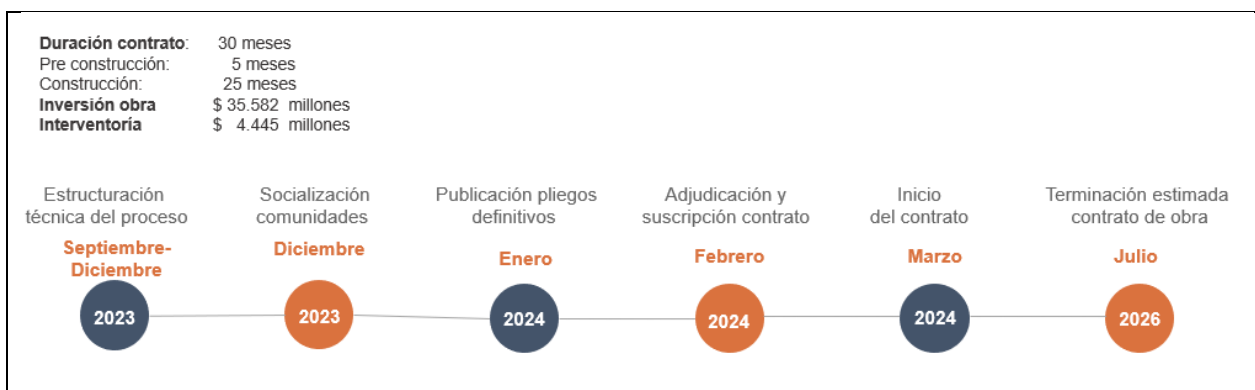 Duración contrato: 30 meses
Pre construcción: 5 meses
Construcción: 25 meses
Inversión obra $ 35.582 millones
Interventoría $ 4.445 millones
Estructuración
técnica del proceso
Septiembre-
Diciembre
2023
Socialización
comunidades
Diciembre
2023
Publicación pliegos
definitivos
Enero
2024
Adjudicación y
suscripción contrato
Febrero
2024
Inicio
del contrato
Marzo
2024
Terminación estimada
contrato de obra
Julio
2026